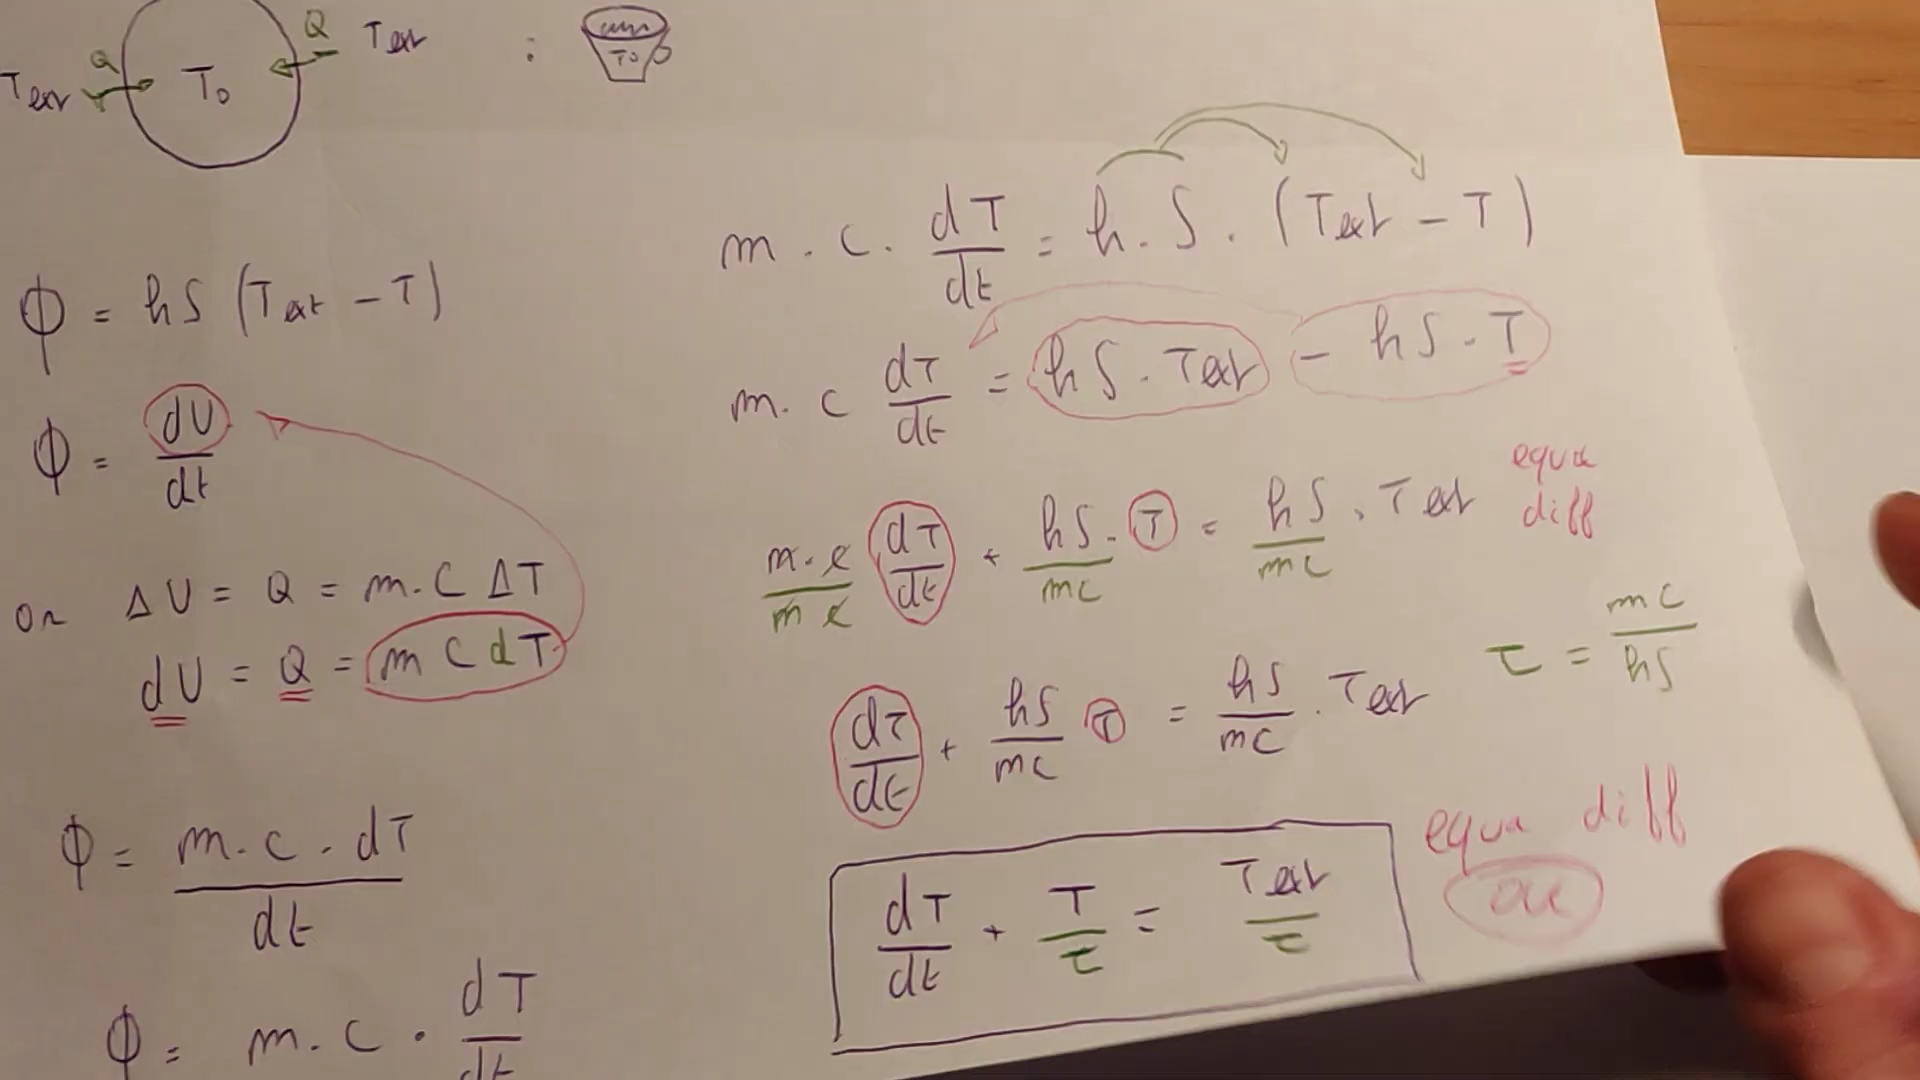 Q Text : T0
Text Q T0
ϕ = hS (Text - T)
ϕ = dU/dt
or ΔU = Q = m.C ΔT
dU = Q = m C dT
ϕ = m.c.dT/dt
ϕ = m.C.dT/dt
m.c.dT/dt = h.S.(Text - T)
m.c dT/dt = hS.Text - hS.T
m.c/mc dT/dt + hS/mc.T = hS/mc.Text equa diff
τ = mc/hS
dT/dt + hS/mc T = hS/mc.Text
dT/dt + T/τ = Text/τ equa diff